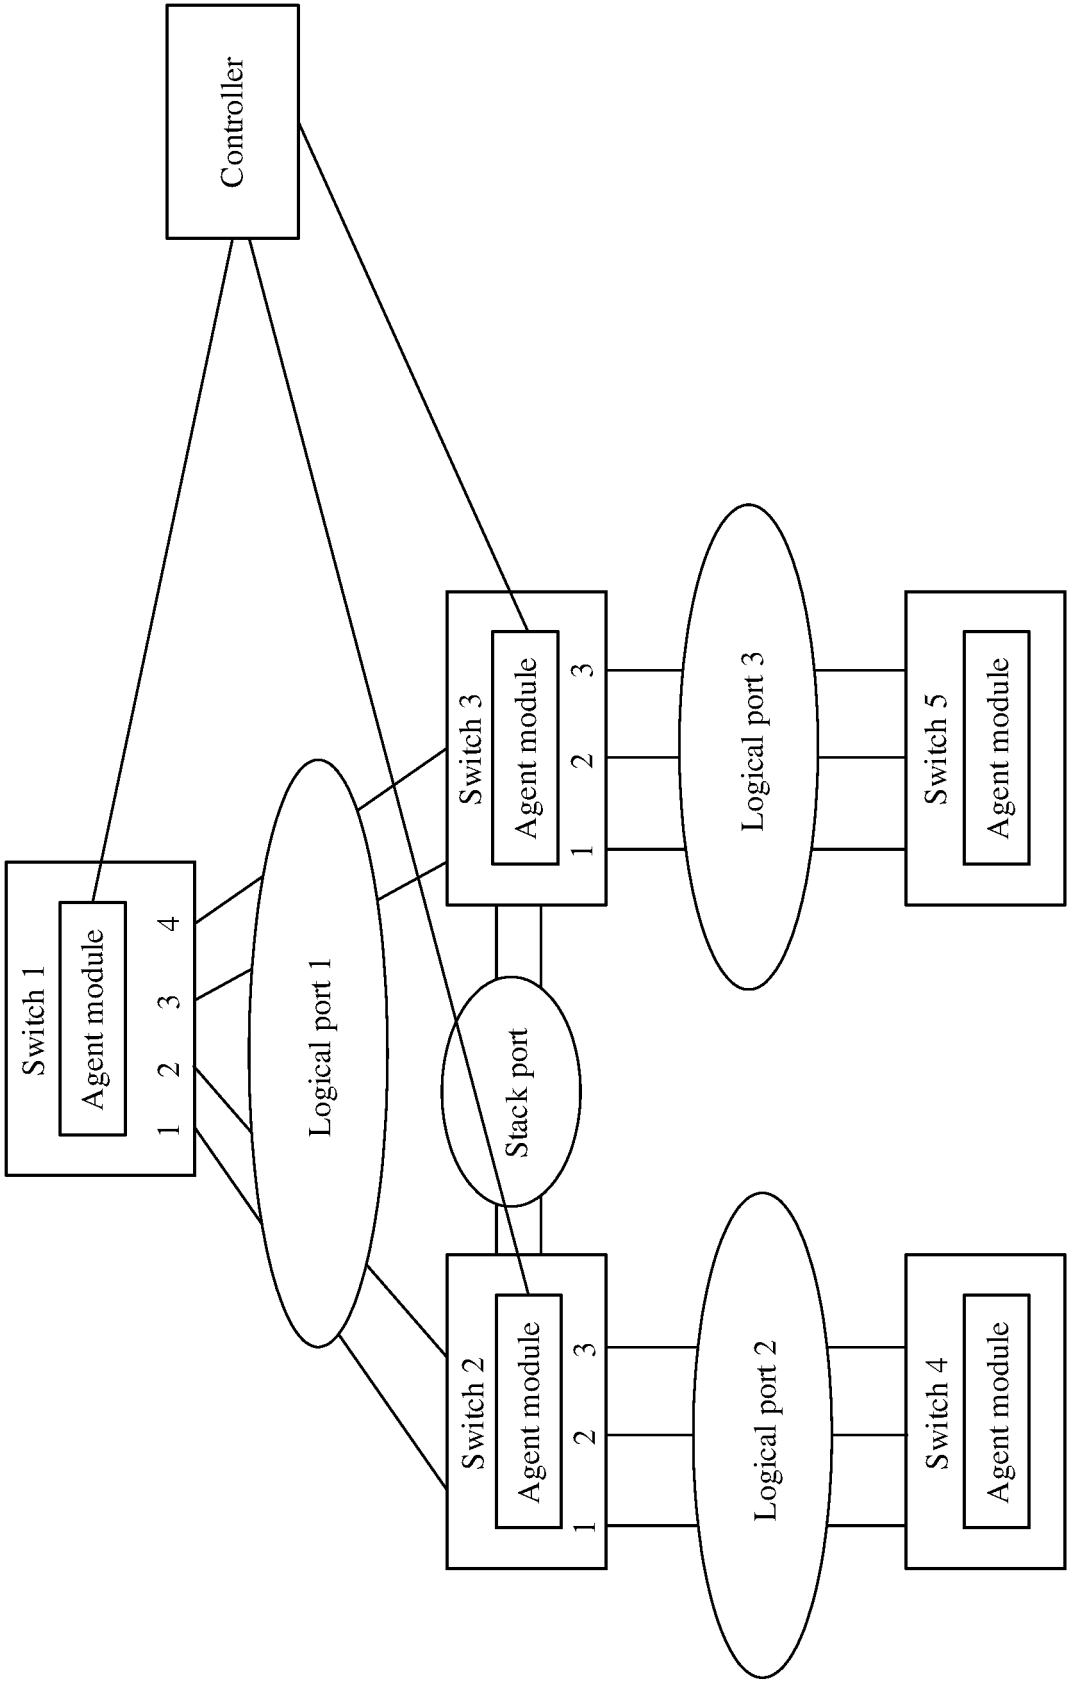 Controller
Switch 1
Agent module
1 2 3 4
Logical port 1
Switch 2
Agent module
1 2 3
Stack port
Switch 3
Agent module
1 2 3
Logical port 2
Logical port 3
Switch 4
Agent module
Switch 5
Agent module